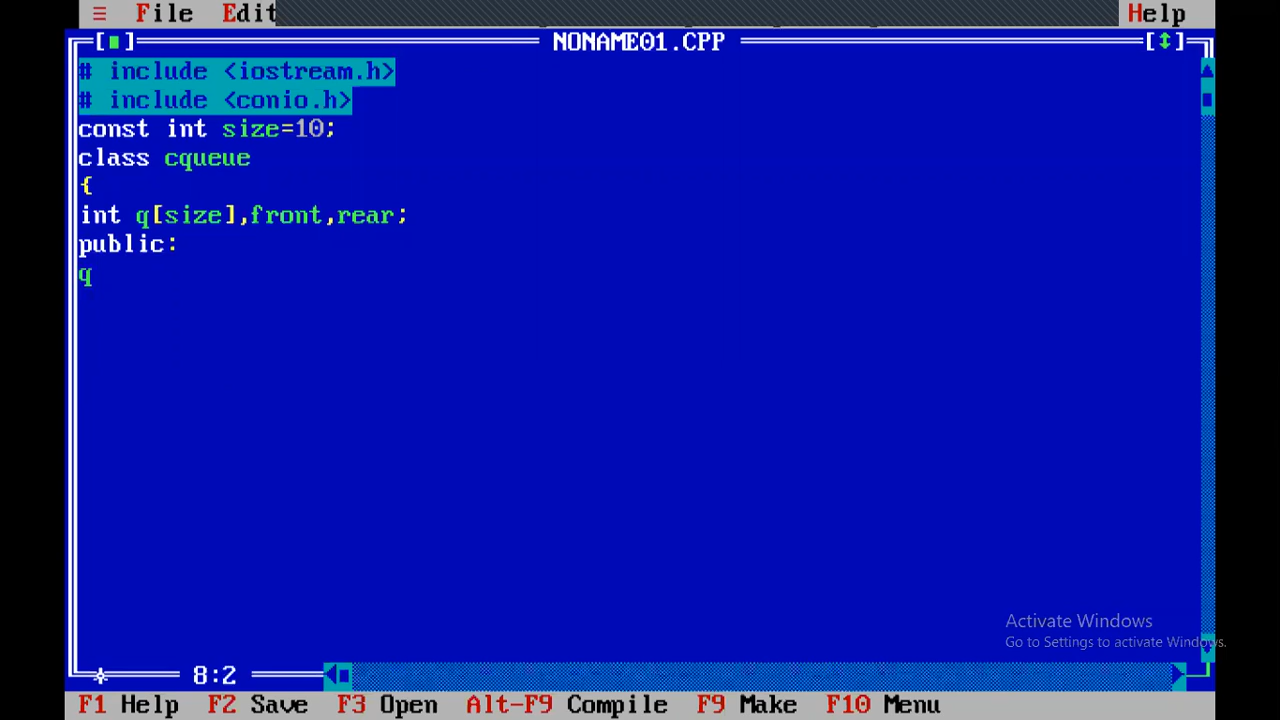 ≡ File Edit Help
[■] NONAME01.CPP [↕]
# include <iostream.h>
# include <conio.h>
const int size=10;
class cqueue
{
int q[size],front,rear;
public:
q
Activate Windows
Go to Settings to activate Windows.
8:2
F1 Help F2 Save F3 Open Alt-F9 Compile F9 Make F10 Menu